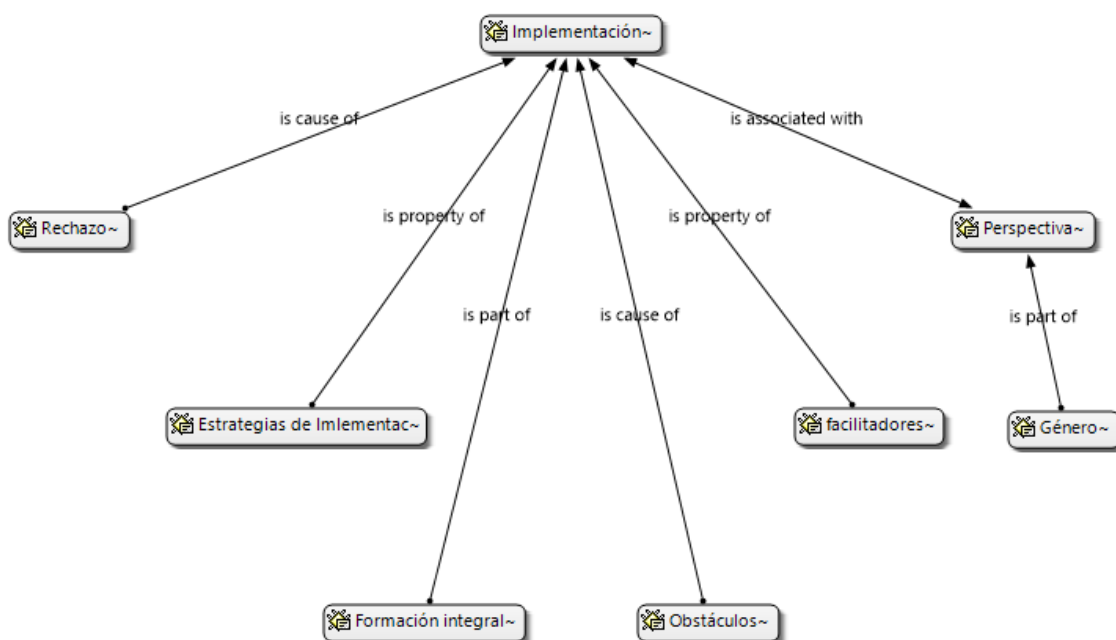 Implementación~
is cause of
is associated with
Rechazo~
is property of
is property of
Perspectiva~
is part of
is cause of
is part of
Estrategias de Imlementac~
facilitadores~
Género~
Formación integral~
Obstáculos~